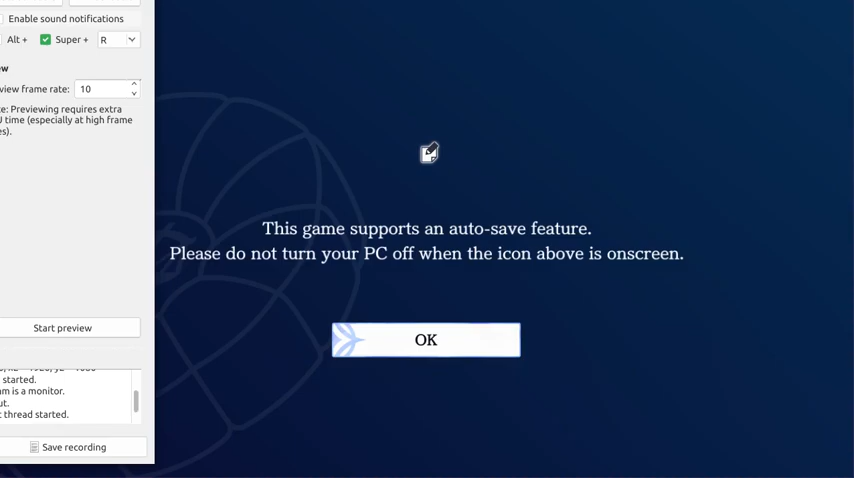 Enable sound notifications
Alt +
Super +
R
view frame rate:
10
Previewing requires extra
time (especially at high frame
started.
is a monitor.
thread started.
Start preview
Save recording
This game supports an auto-save feature.
Please do not turn your PC off when the icon above is onscreen.
OK